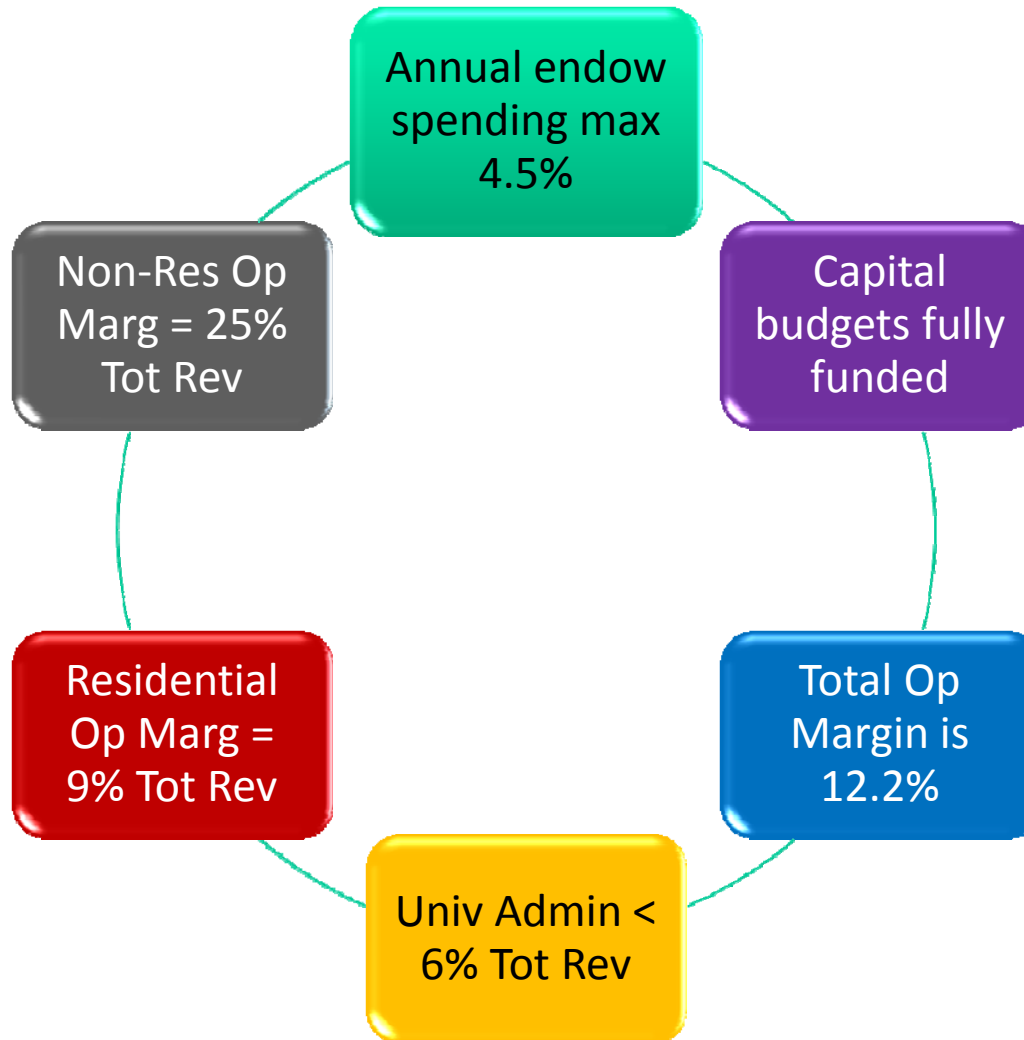 Annual endow
spending max
4.5%
Capital
budgets fully
funded
Total Op
Margin is
12.2%
Univ Admin <
6% Tot Rev
Residential
Op Marg =
9% Tot Rev
Non-Res Op
Marg = 25%
Tot Rev